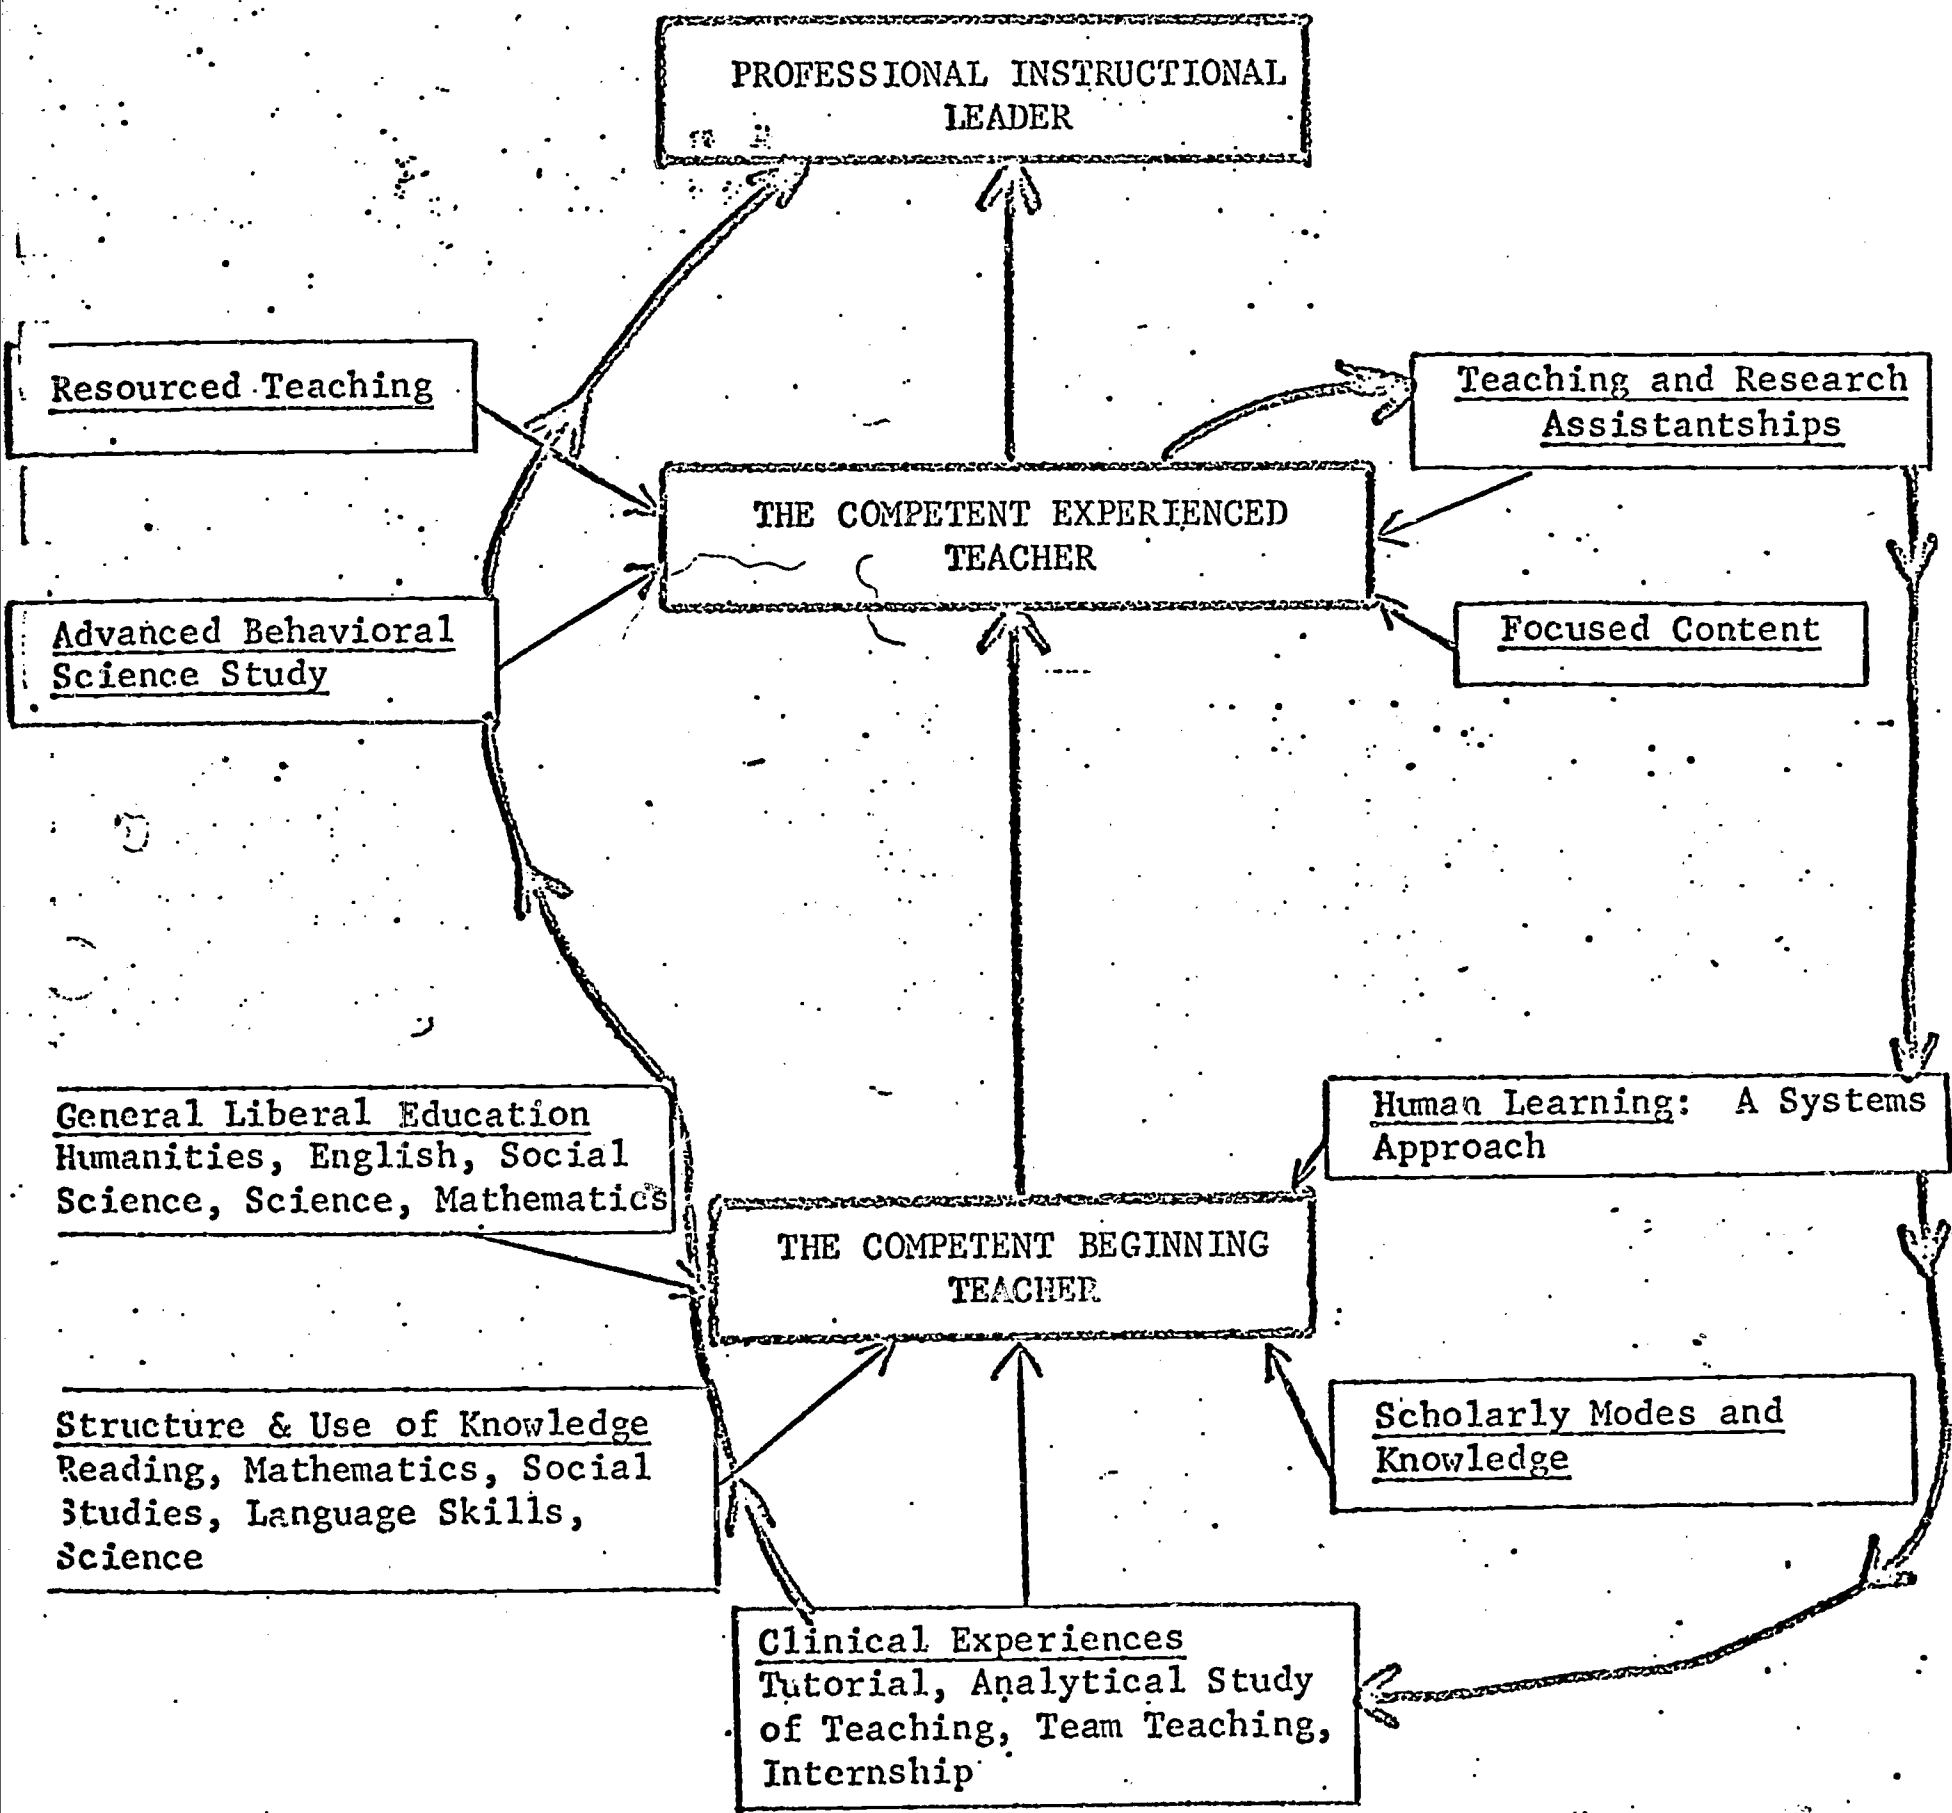 PROFESSIONAL INSTRUCTIONAL
LEADER
Resourced Teaching
Teaching and Research
Assistantships
THE COMPETENT EXPERIENCED
TEACHER
Advanced Behavioral
Science Study
Focused Content
General Liberal Education
Humanities, English, Social
Science, Science, Mathematics
Human Learning: A Systems
Approach
THE COMPETENT BEGINNING
TEACHER
Structure & Use of Knowledge
Reading, Mathematics, Social
Studies, Language Skills,
Science
Scholarly Modes and
Knowledge
Clinical Experiences
Tutorial, Analytical Study
of Teaching, Team Teaching,
Internship